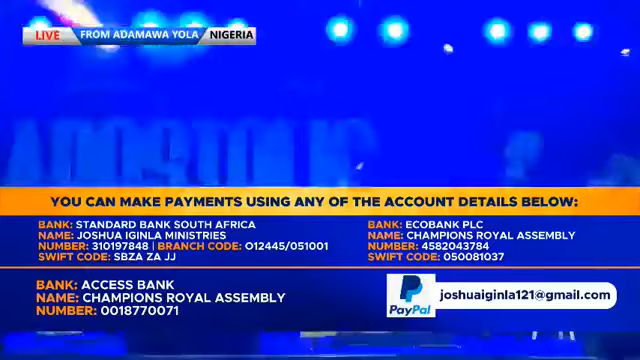 LIVE FROM ADAMAWA YOLA NIGERIA
APOSTOLIC
YOU CAN MAKE PAYMENTS USING ANY OF THE ACCOUNT DETAILS BELOW:
BANK: STANDARD BANK SOUTH AFRICA
NAME: JOSHUA IGINLA MINISTRIES
NUMBER: 310197848 | BRANCH CODE: O12445/051001
SWIFT CODE: SBZA ZA JJ
BANK: ECOBANK PLC
NAME: CHAMPIONS ROYAL ASSEMBLY
NUMBER: 4582043784
SWIFT CODE: 050081037
BANK: ACCESS BANK
NAME: CHAMPIONS ROYAL ASSEMBLY
NUMBER: 0018770071
PayPal
joshuaiginla121@gmail.com